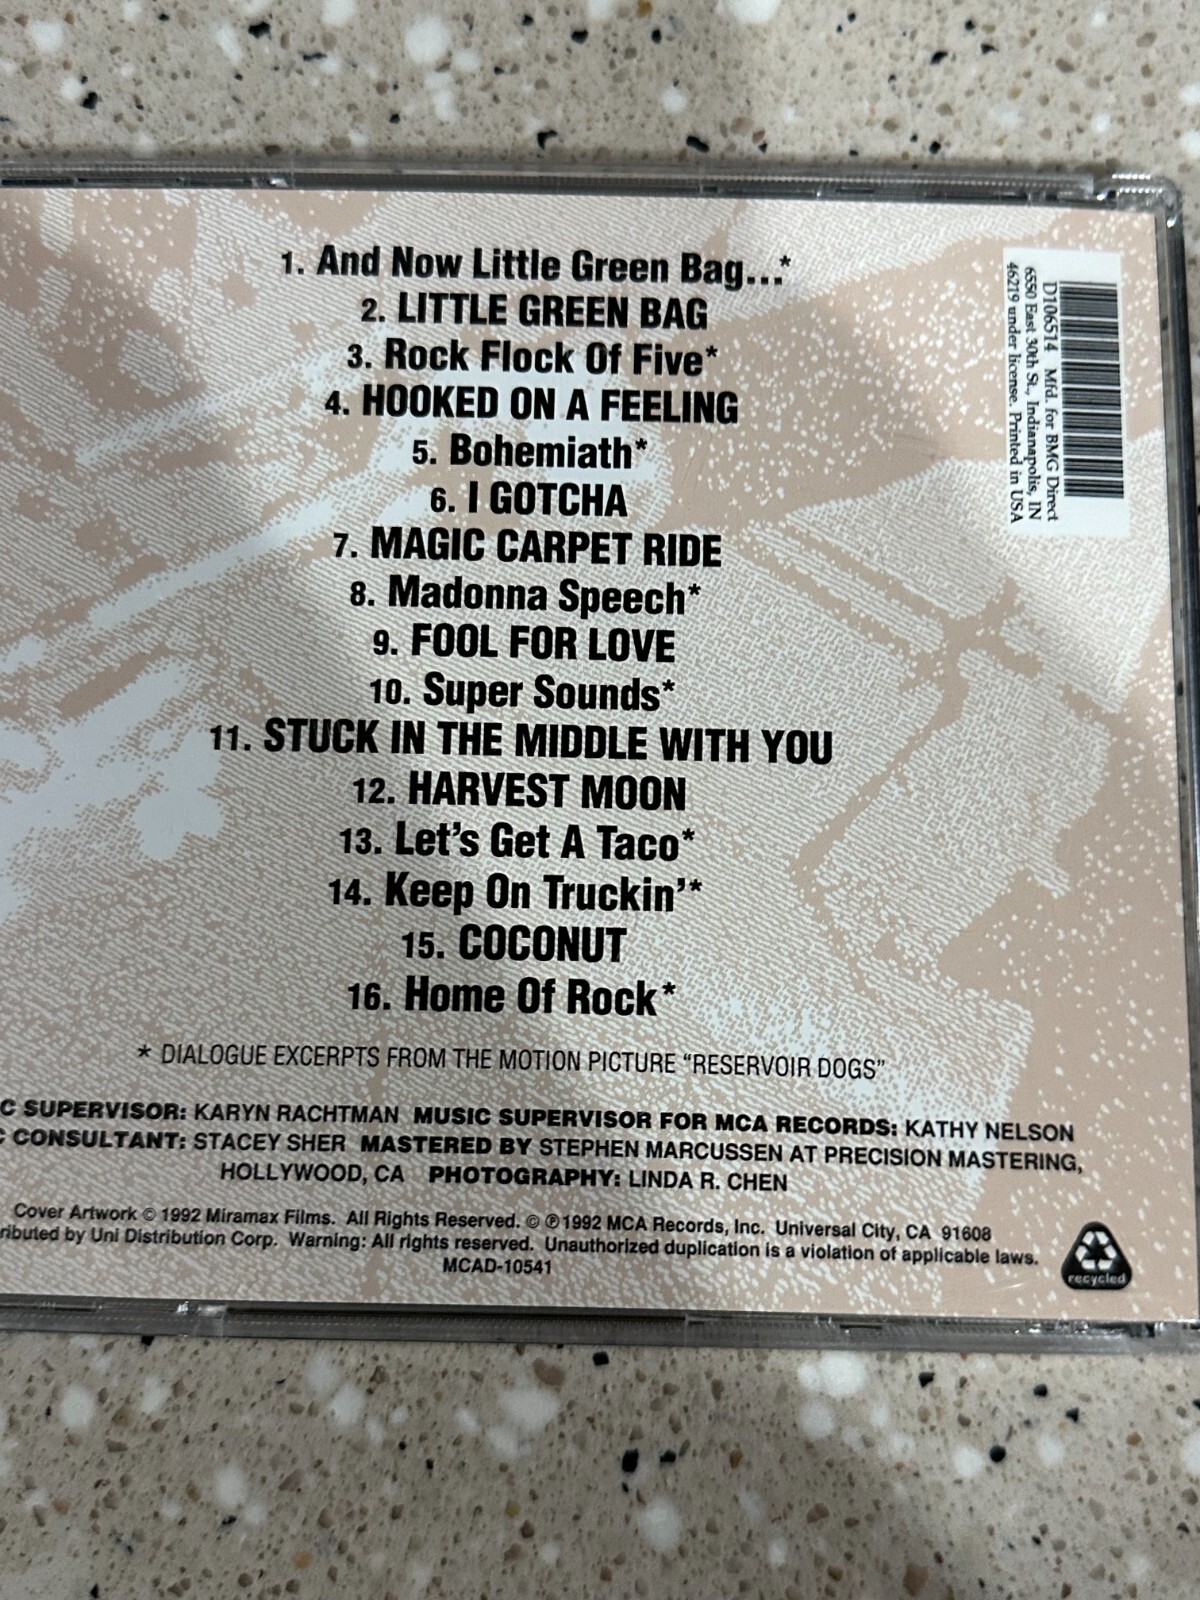 1. And Now Little Green Bag...*
2. LITTLE GREEN BAG
3. Rock Flock Of Five*
4. HOOKED ON A FEELING
5. Bohemiath*
6. I GOTCHA
7. MAGIC CARPET RIDE
8. Madonna Speech*
9. FOOL FOR LOVE
10. Super Sounds*
11. STUCK IN THE MIDDLE WITH YOU
12. HARVEST MOON
13. Let's Get A Taco*
14. Keep On Truckin'*
15. COCONUT
16. Home Of Rock*
* DIALOGUE EXCERPTS FROM THE MOTION PICTURE "RESERVOIR DOGS"
C SUPERVISOR: KARYN RACHTMAN MUSIC SUPERVISOR FOR MCA RECORDS: KATHY NELSON
C CONSULTANT: STACEY SHER MASTERED BY STEPHEN MARCUSSEN AT PRECISION MASTERING,
HOLLYWOOD, CA PHOTOGRAPHY: LINDA R. CHEN
Cover Artwork © 1992 Miramax Films. All Rights Reserved. © ℗ 1992 MCA Records, Inc. Universal City, CA 91608
ributed by Uni Distribution Corp. Warning: All rights reserved. Unauthorized duplication is a violation of applicable laws.
MCAD-10541
recycled
D106514 Mfd. for BMG Direct
6550 East 30th St., Indianapolis, IN
46219 under license. Printed in USA